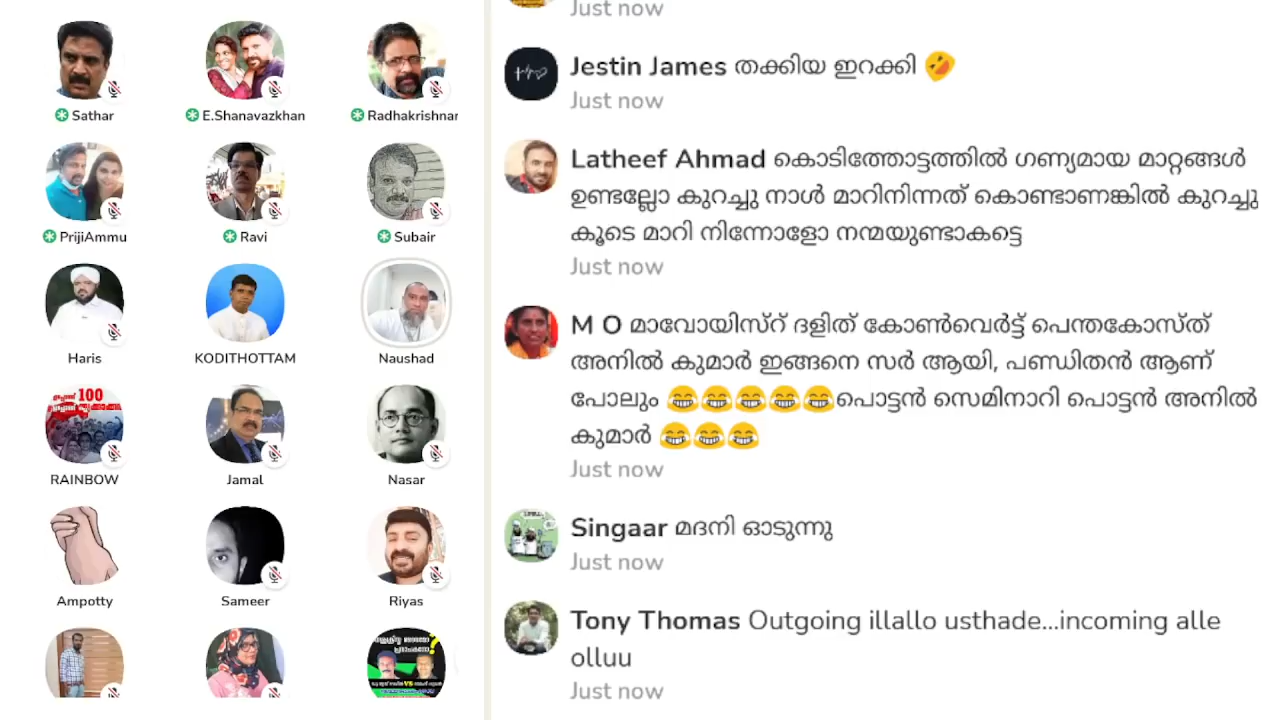 Sathar
E.Shanavazkhan
Radhakrishnar
PrijiAmmu
Ravi
Subair
Haris
KODITHOTTAM
Naushad
100
RAINBOW
Jamal
Nasar
Ampotty
Sameer
Riyas
VS
Just now
Jestin James തക്കിയ ഇറക്കി 🤣
Just now
Latheef Ahmad കൊടിത്തോട്ടത്തിൽ ഗണ്യമായ മാറ്റങ്ങൾ
ഉണ്ടല്ലോ കുറച്ചു നാൾ മാറിനിന്നത് കൊണ്ടാണങ്കിൽ കുറച്ചു
കൂടെ മാറി നിന്നോളോ നന്മയുണ്ടാകട്ടെ
Just now
M O മാവോയിസ്റ് ദളിത് കോൺവെർട്ട് പെന്തകോസ്ത്
അനിൽ കുമാർ ഇങ്ങനെ സർ ആയി, പണ്ഡിതൻ ആണ്
പോലും 😂😂😂😂😂പൊട്ടൻ സെമിനാറി പൊട്ടൻ അനിൽ
കുമാർ 😂😂😂
Just now
Singaar മദനി ഓടുന്നു
Just now
Tony Thomas Outgoing illallo usthade...incoming alle
olluu
Just now